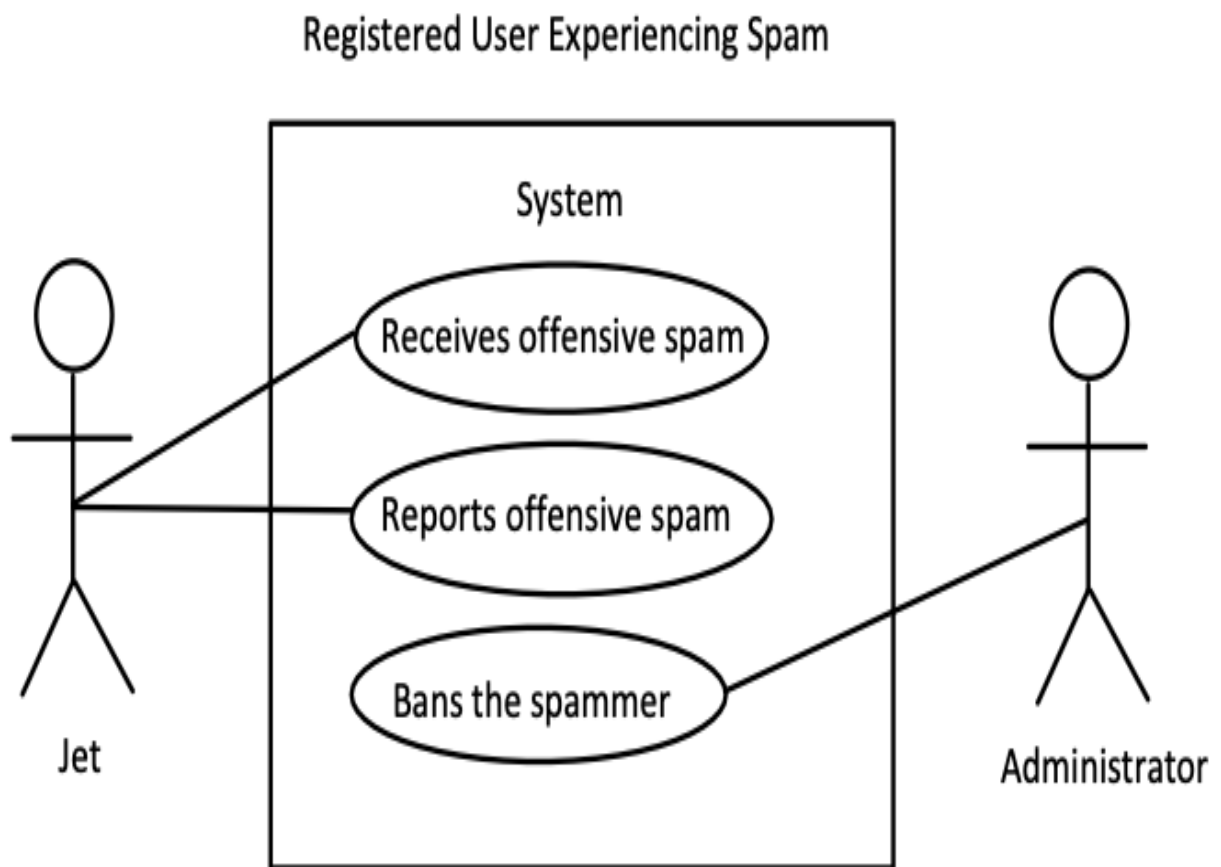 Registered User Experiencing Spam
System
Receives offensive spam
Reports offensive spam
Bans the spammer
Jet
Administrator